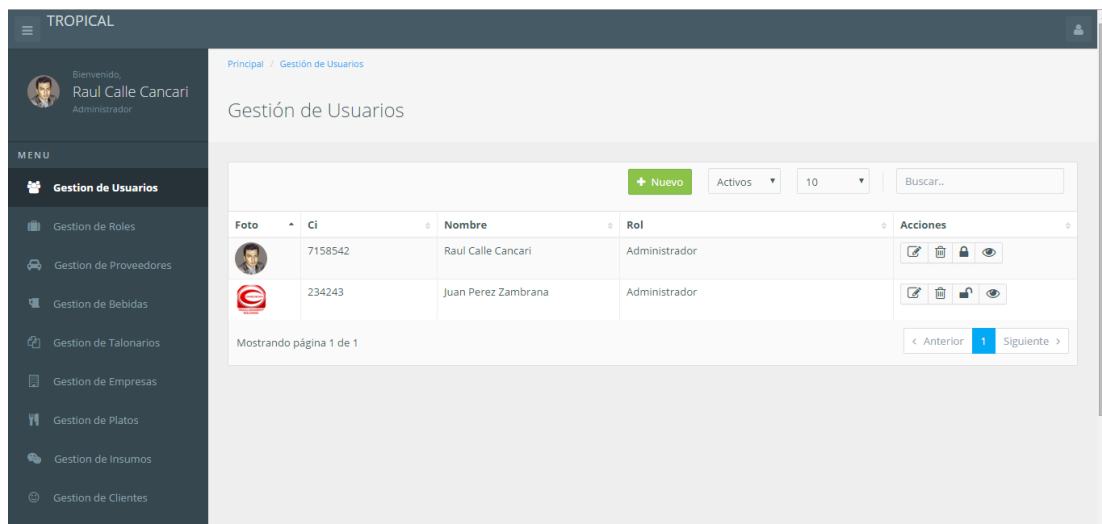 TROPICAL
Bienvenido,
Raul Calle Cancari
Administrador
MENU
Gestion de Usuarios
Gestion de Roles
Gestion de Proveedores
Gestion de Bebidas
Gestion de Talonarios
Gestion de Empresas
Gestion de Platos
Gestion de Insumos
Gestion de Clientes
Principal / Gestión de Usuarios
Gestión de Usuarios
+ Nuevo Activos 10 Buscar..
Foto Ci Nombre Rol Acciones
7158542 Raul Calle Cancari Administrador
234243 Juan Perez Zambrana Administrador
Mostrando página 1 de 1
< Anterior 1 Siguiente >